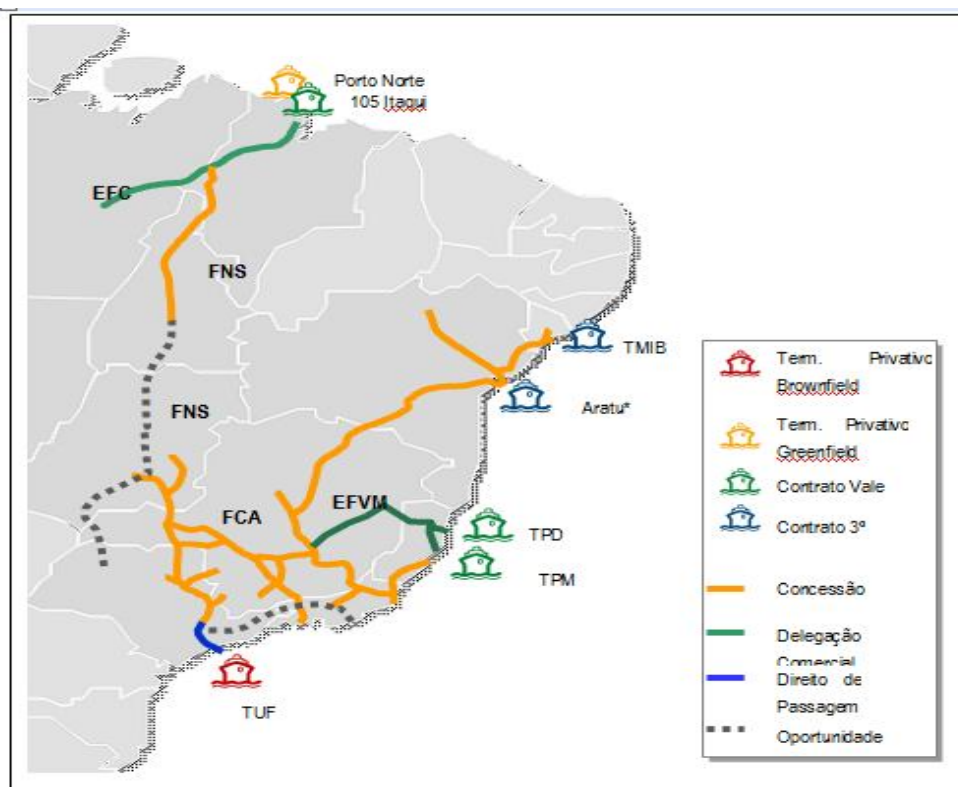 Porto Norte
105 Itaqui
EFC
FNS
TMIB
Aratu*
FNS
EFVM
FCA
TPD
TPM
TUF
Term. Privativo
Brownfield
Term. Privativo
Greenfield
Contrato Vale
Contrato 3º
Concessão
Delegação
Comercial
Direito de
Passagem
Oportunidade